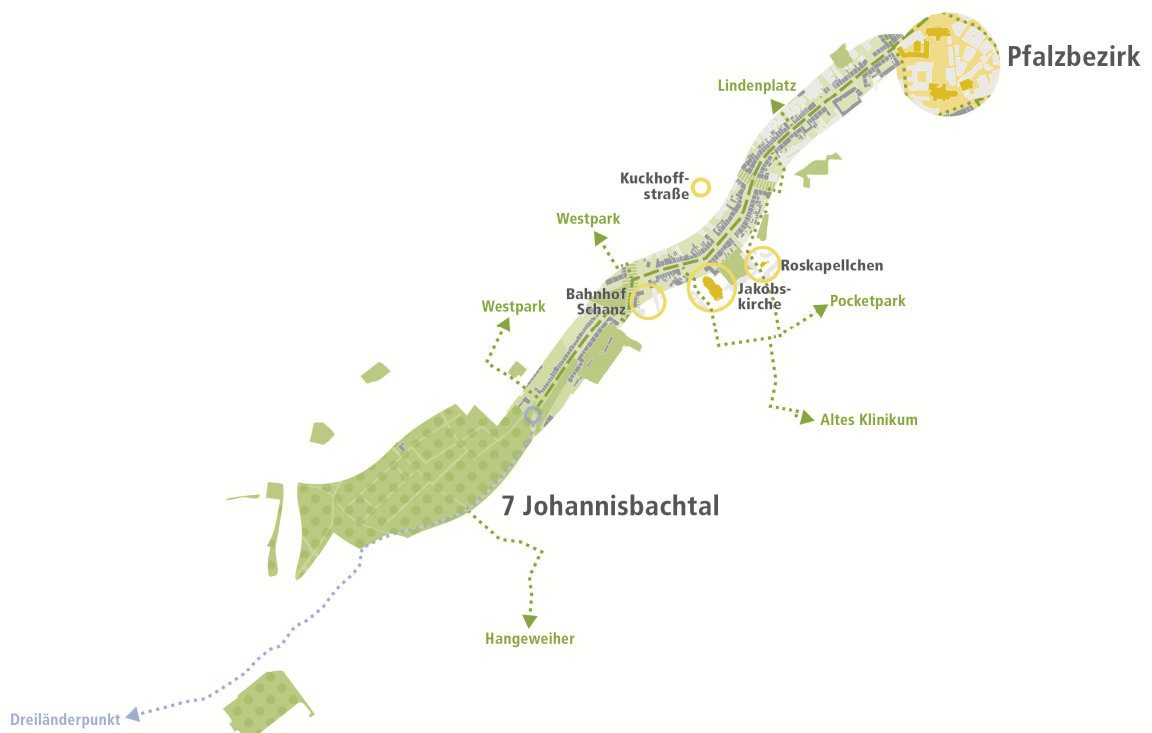 Pfalzbezirk
Lindenplatz
Kuckhoff-
straße
Westpark
Roskapellchen
Bahnhof
Schanz
Jakobs-
kirche
Westpark
Pocketpark
Altes Klinikum
7 Johannisbachtal
Hangeweiher
Dreiländerpunkt